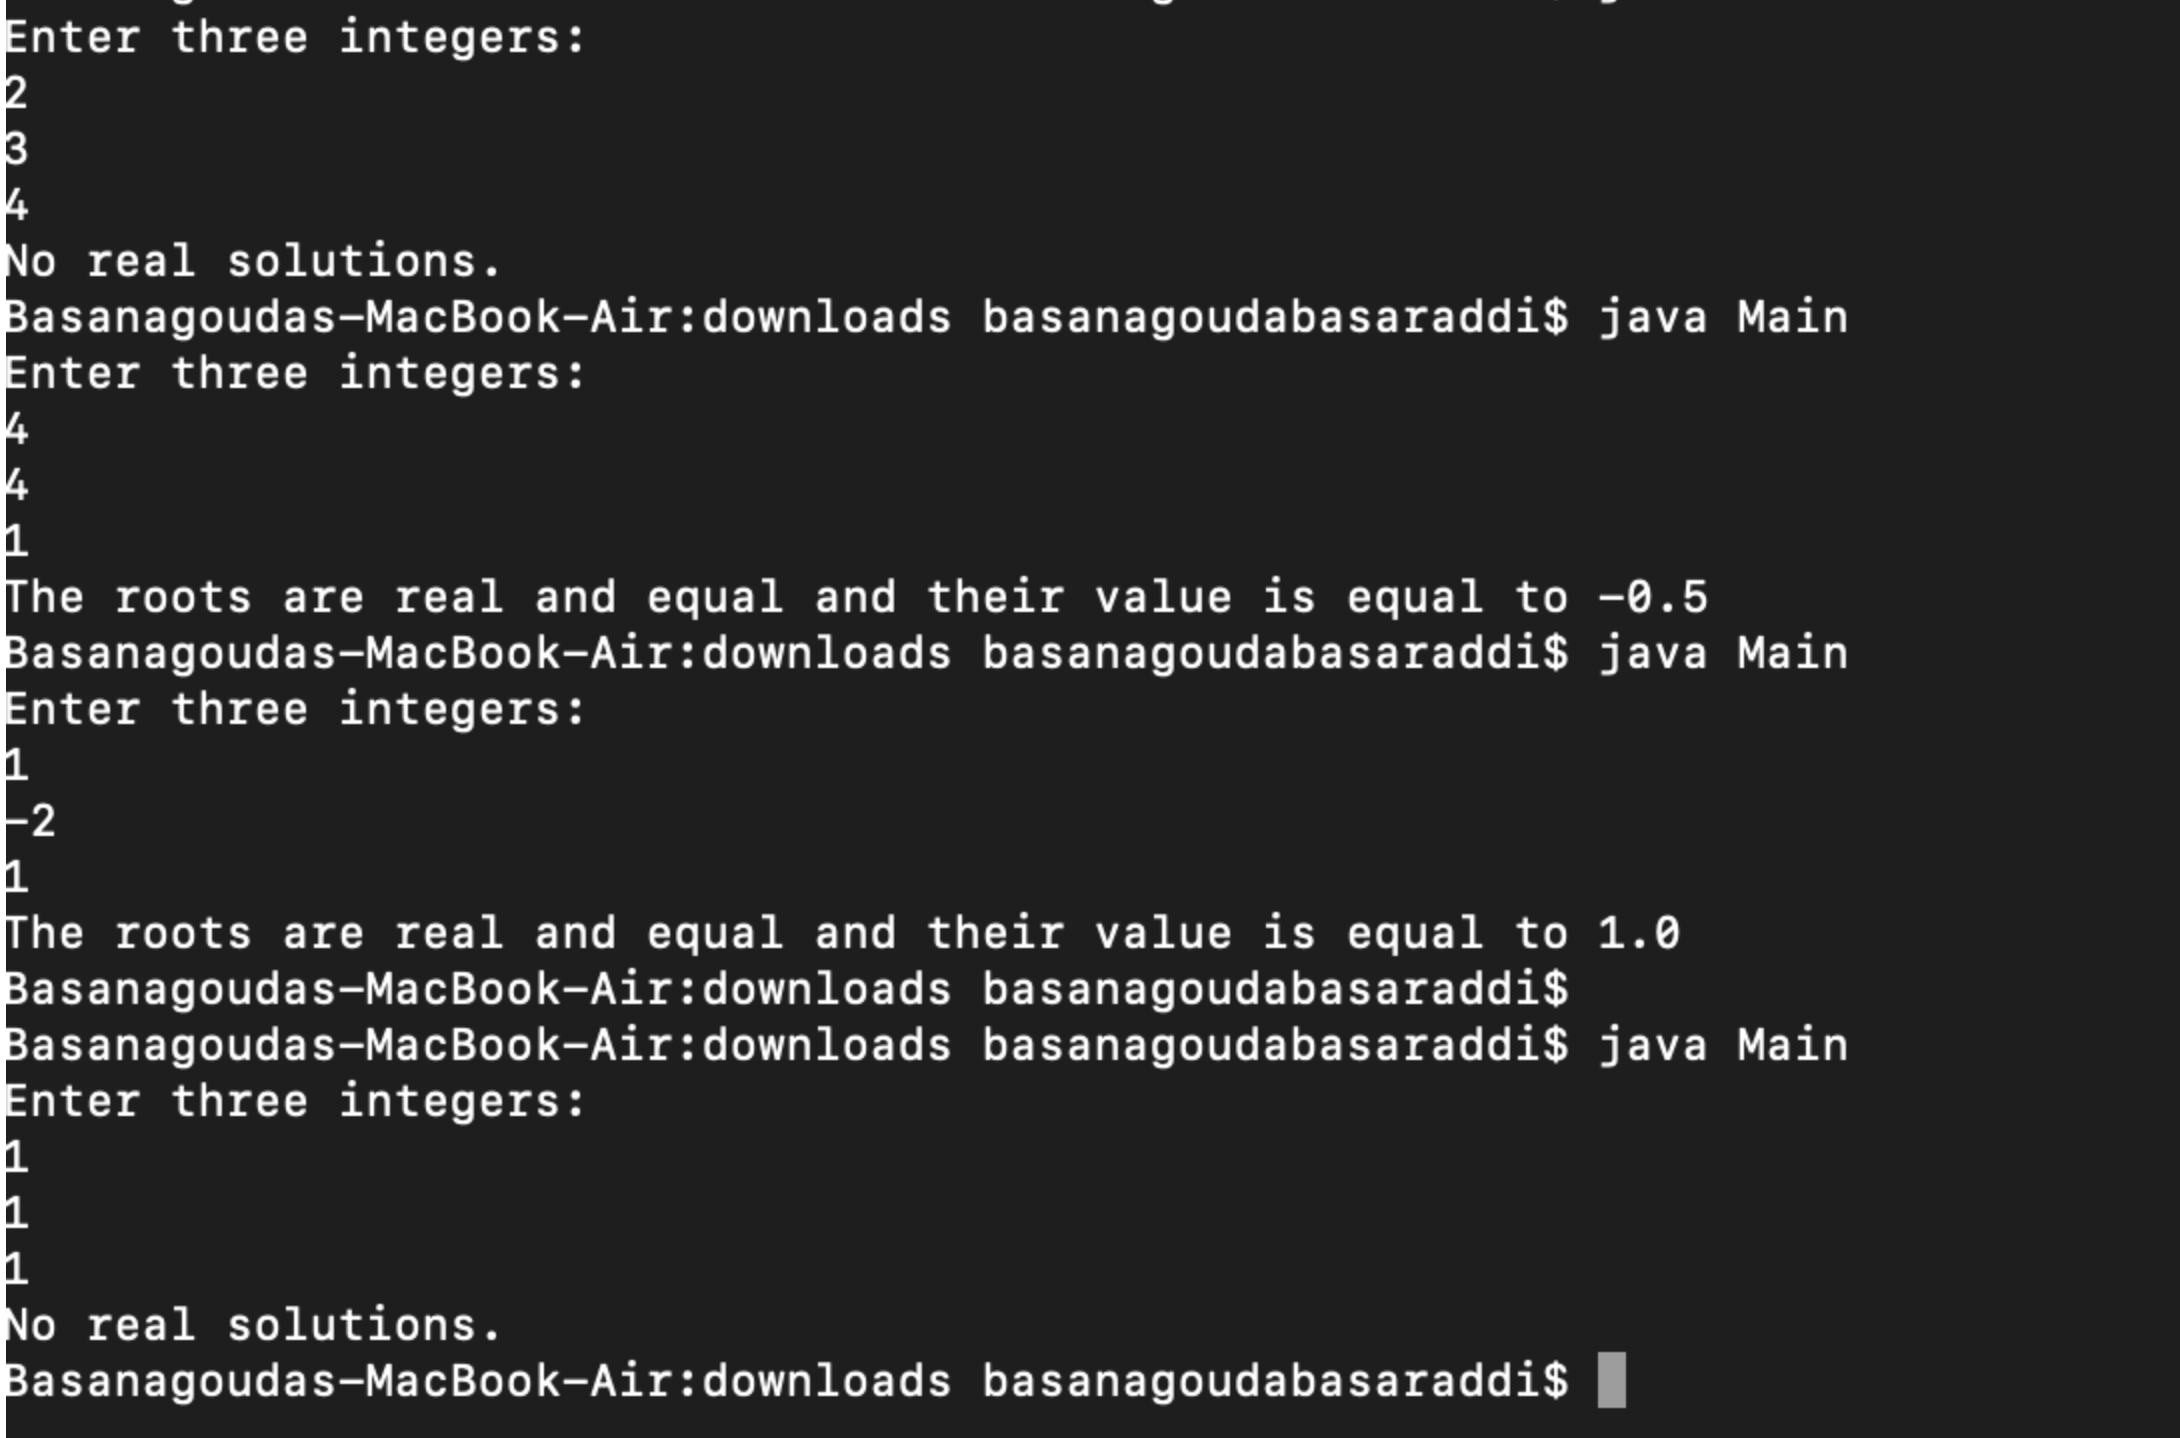 Enter three integers:
2
3
4
No real solutions.
Basanagoudas-MacBook-Air:downloads basanagoudabasaraddi$ java Main
Enter three integers:
4
4
1
The roots are real and equal and their value is equal to -0.5
Basanagoudas-MacBook-Air:downloads basanagoudabasaraddi$ java Main
Enter three integers:
1
-2
1
The roots are real and equal and their value is equal to 1.0
Basanagoudas-MacBook-Air:downloads basanagoudabasaraddi$
Basanagoudas-MacBook-Air:downloads basanagoudabasaraddi$ java Main
Enter three integers:
1
1
1
No real solutions.
Basanagoudas-MacBook-Air:downloads basanagoudabasaraddi$